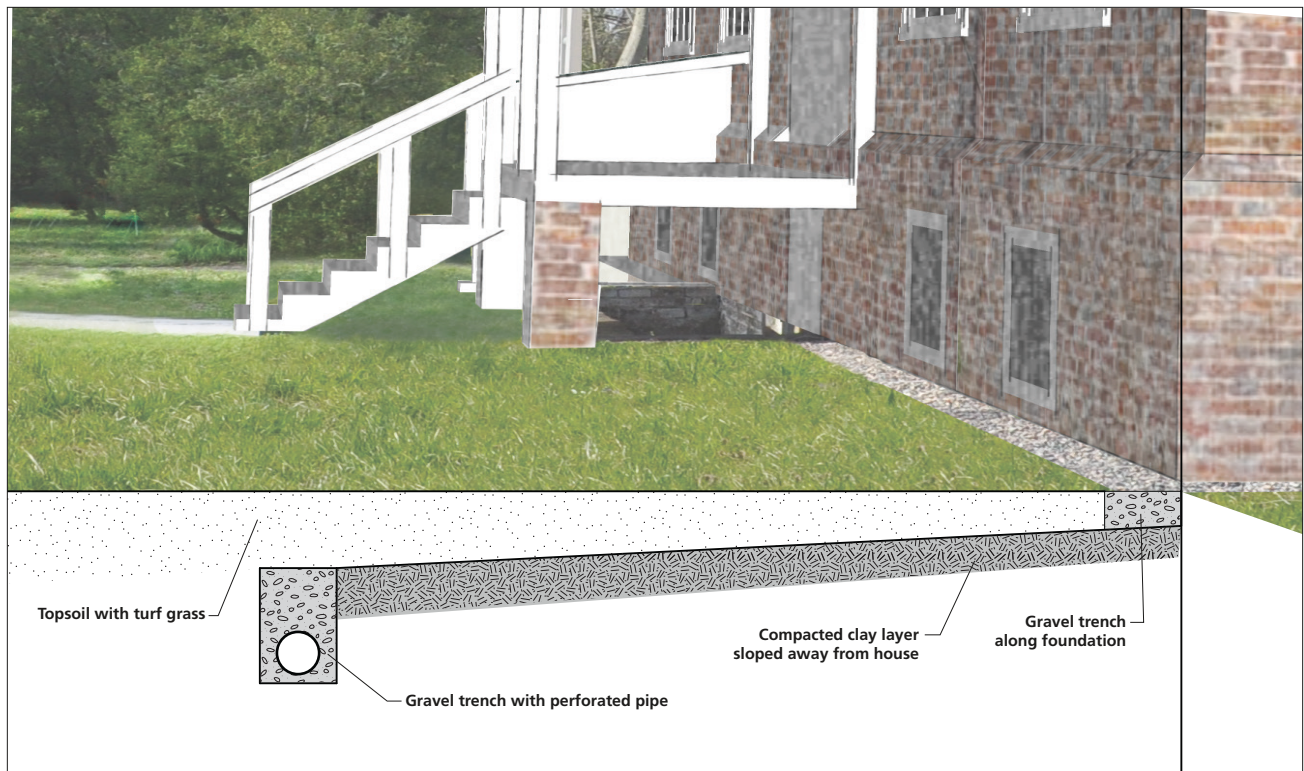 Topsoil with turf grass
Compacted clay layer
sloped away from house
Gravel trench
along foundation
Gravel trench with perforated pipe